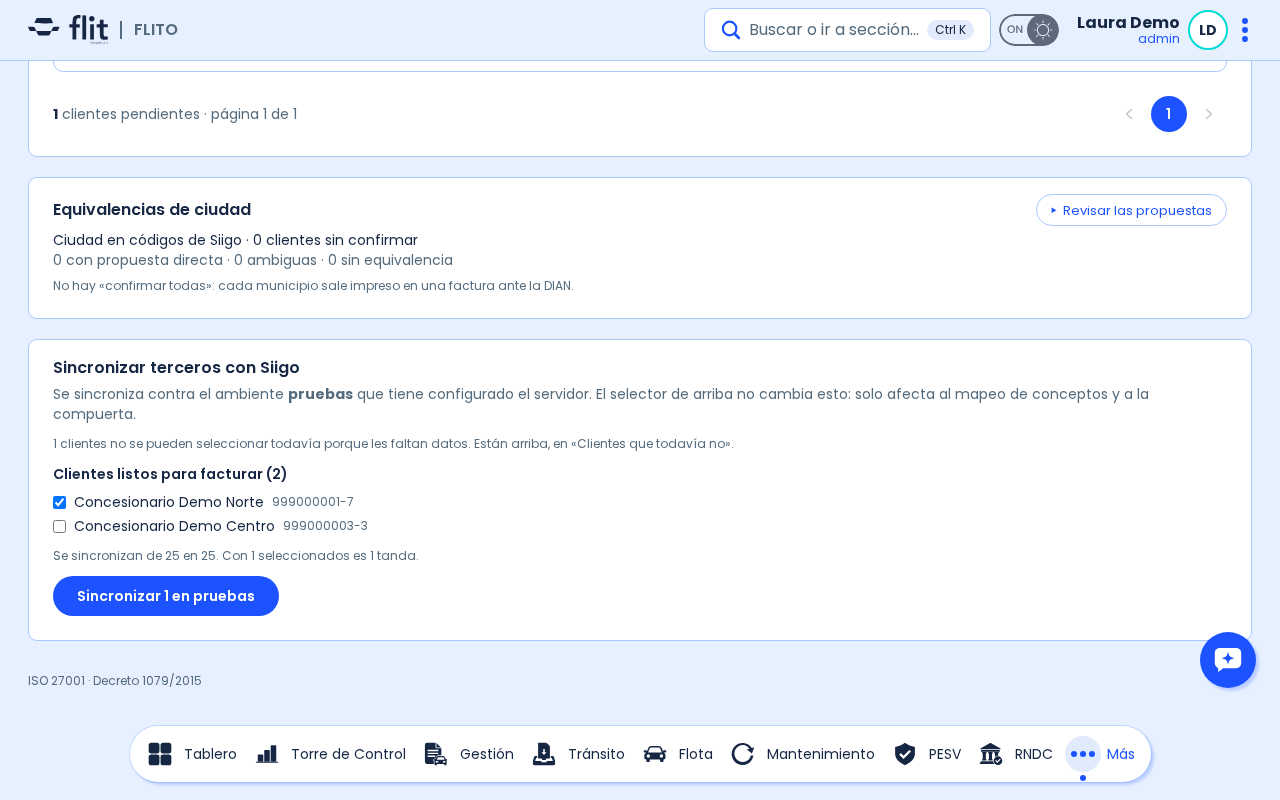 flit | FLITO
Buscar o ir a sección... Ctrl K
ON
Laura Demo
admin
LD
1 clientes pendientes · página 1 de 1
1
Equivalencias de ciudad
Revisar las propuestas
Ciudad en códigos de Siigo · 0 clientes sin confirmar
0 con propuesta directa · 0 ambiguas · 0 sin equivalencia
No hay «confirmar todas»: cada municipio sale impreso en una factura ante la DIAN.
Sincronizar terceros con Siigo
Se sincroniza contra el ambiente pruebas que tiene configurado el servidor. El selector de arriba no cambia esto: solo afecta al mapeo de conceptos y a la
compuerta.
1 clientes no se pueden seleccionar todavía porque les faltan datos. Están arriba, en «Clientes que todavía no».
Clientes listos para facturar (2)
Concesionario Demo Norte 999000001-7
Concesionario Demo Centro 999000003-3
Se sincronizan de 25 en 25. Con 1 seleccionados es 1 tanda.
Sincronizar 1 en pruebas
ISO 27001 · Decreto 1079/2015
Tablero
Torre de Control
Gestión
Tránsito
Flota
Mantenimiento
PESV
RNDC
Más